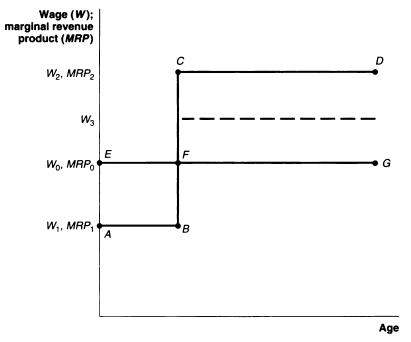 Wage (W);
marginal revenue
product (MRP)
C
D
W₂, MRP₂
W₃
E
F
W₀, MRP₀
G
W₁, MRP₁
A
B
Age